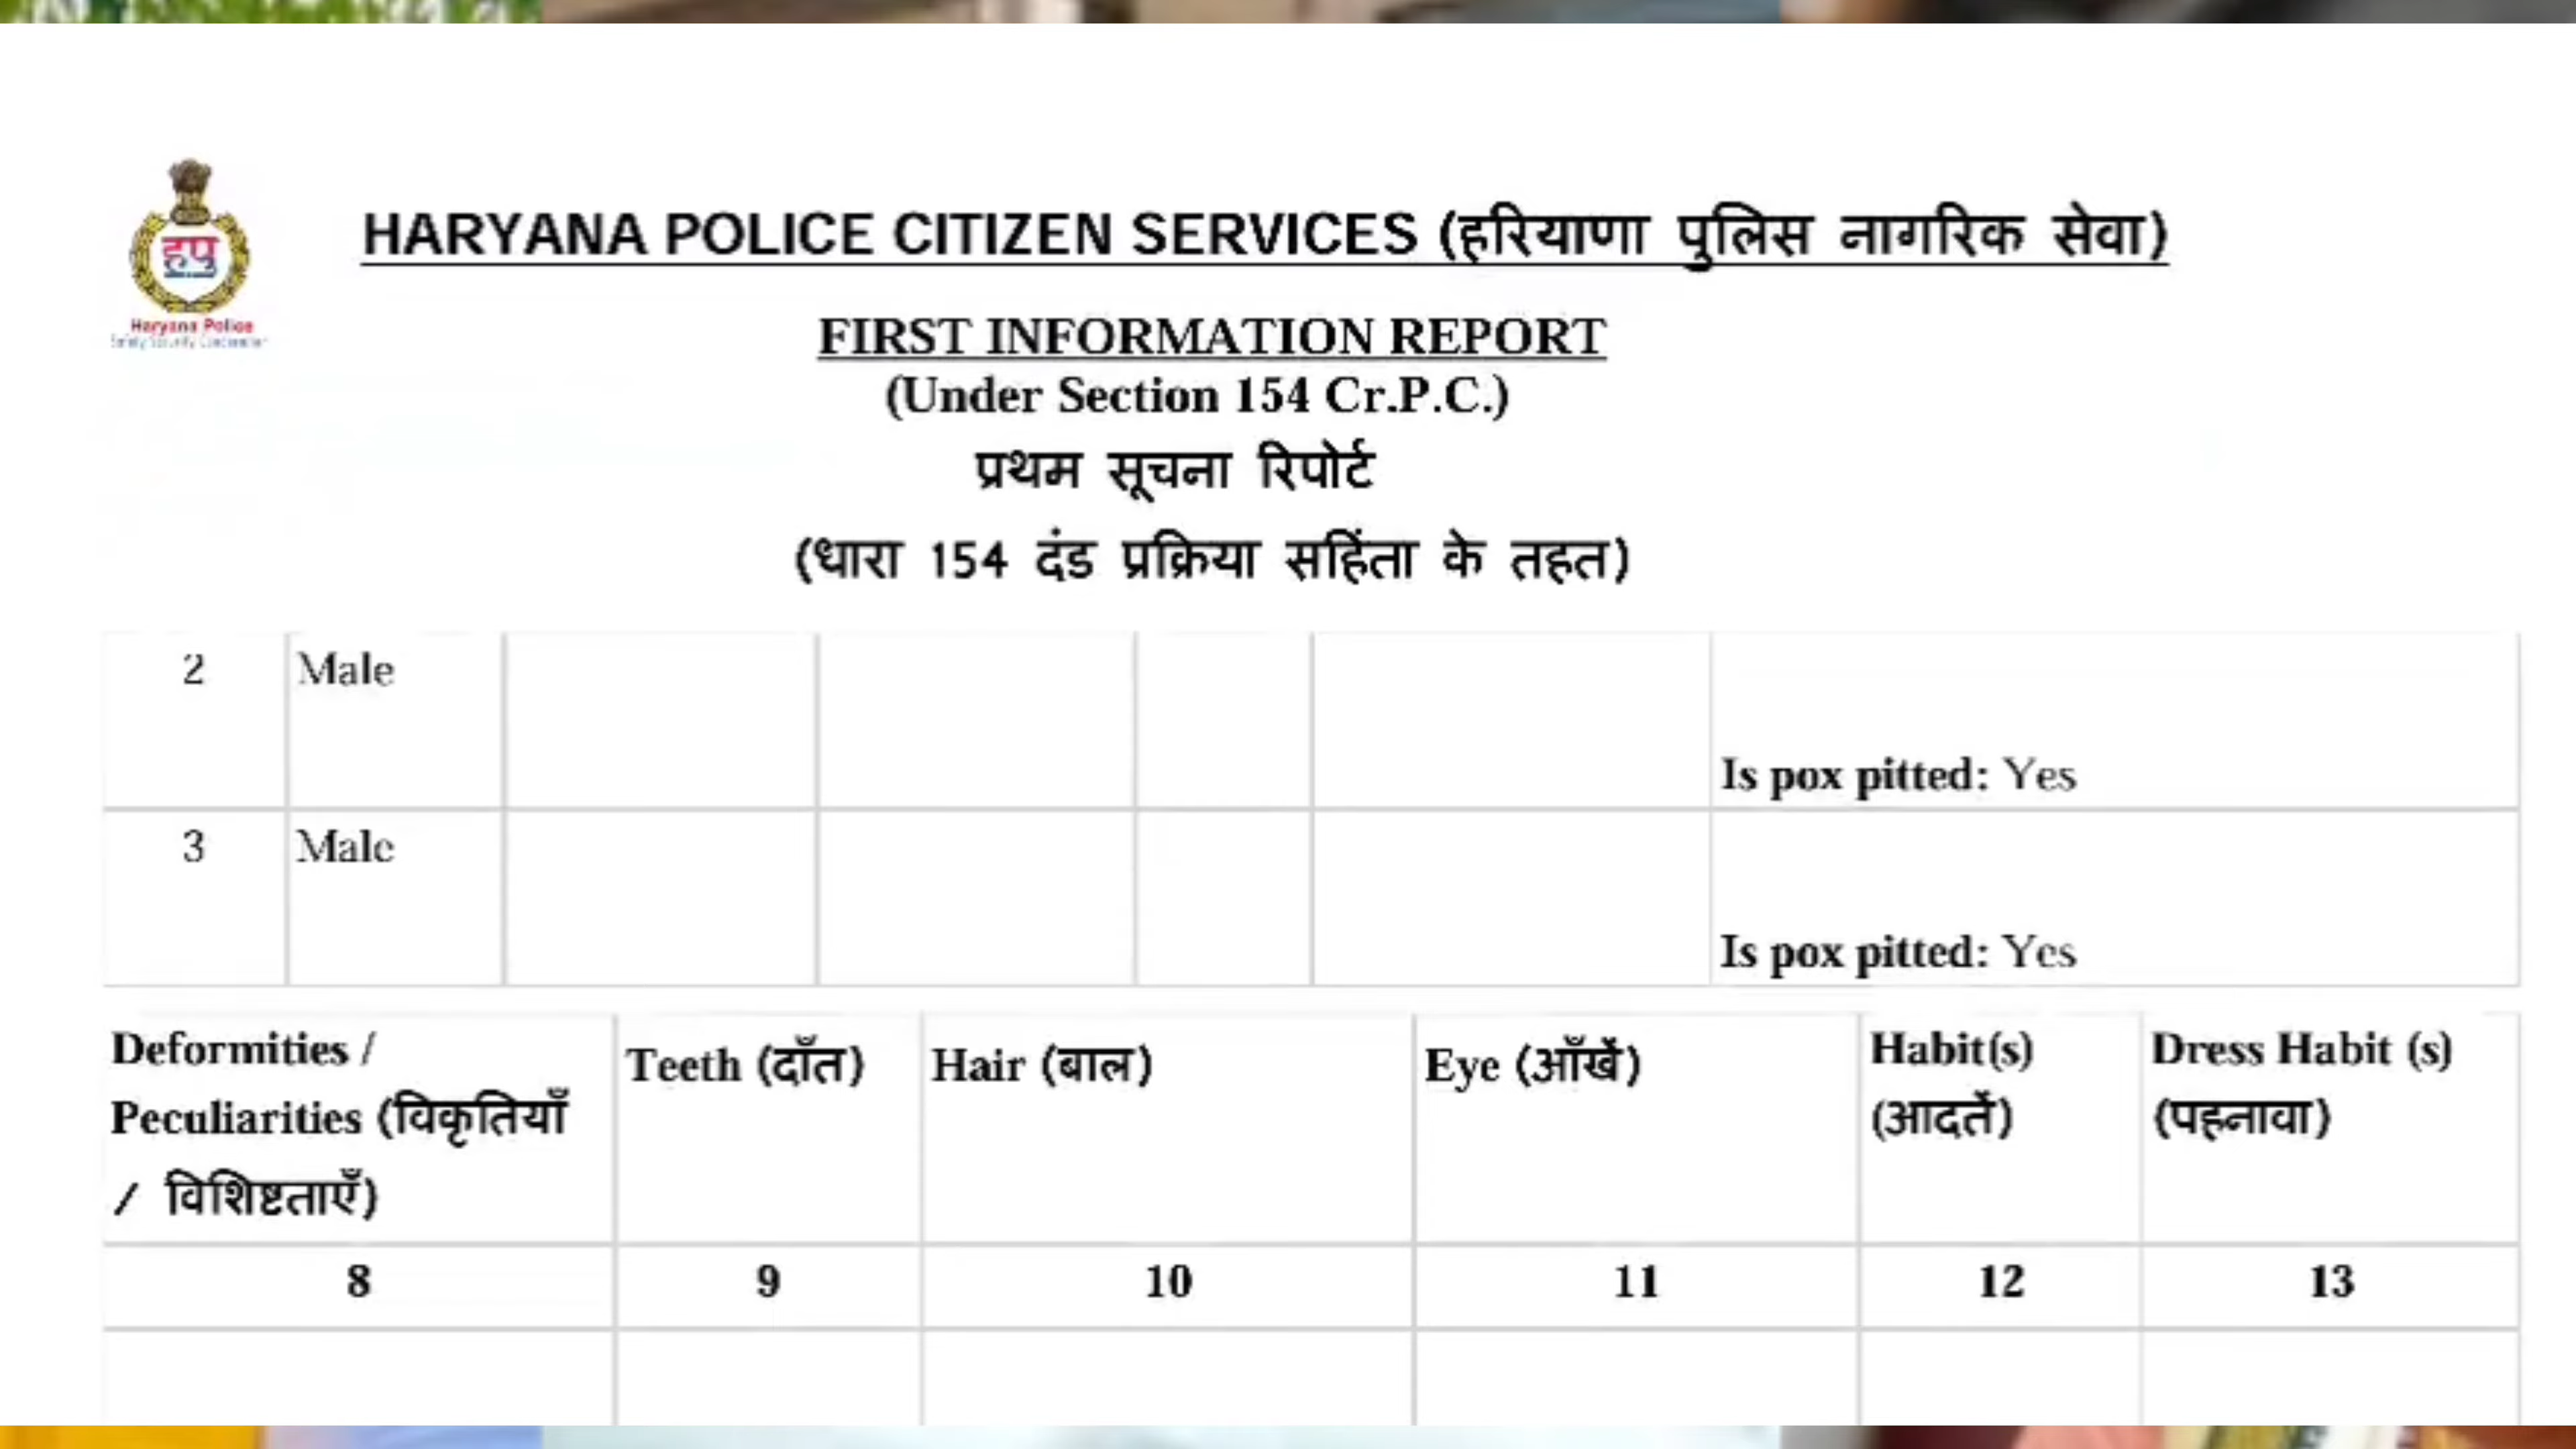 हपु
Haryana Police
HARYANA POLICE CITIZEN SERVICES (हरियाणा पुलिस नागरिक सेवा)
FIRST INFORMATION REPORT
(Under Section 154 Cr.P.C.)
प्रथम सूचना रिपोर्ट
(धारा 154 दंड प्रक्रिया सहिंता के तहत)
2 Male
Is pox pitted: Yes
3 Male
Is pox pitted: Yes
Deformities /
Peculiarities (विकृतियाँ
/ विशिष्टताएँ)
Teeth (दाँत)
Hair (बाल)
Eye (आँखें)
Habit(s)
(आदतें)
Dress Habit (s)
(पहनावा)
8 9 10 11 12 13